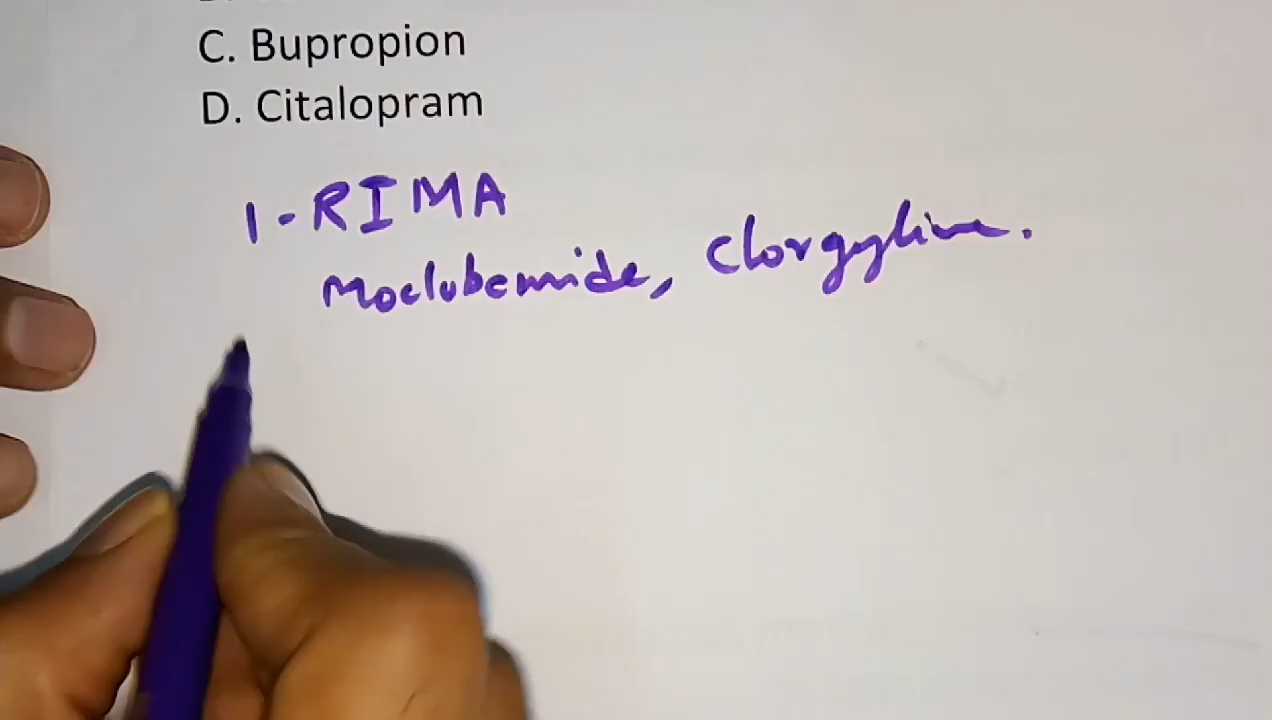 C. Bupropion
D. Citalopram
1-RIMA
Moclobemide, Clorgyline.